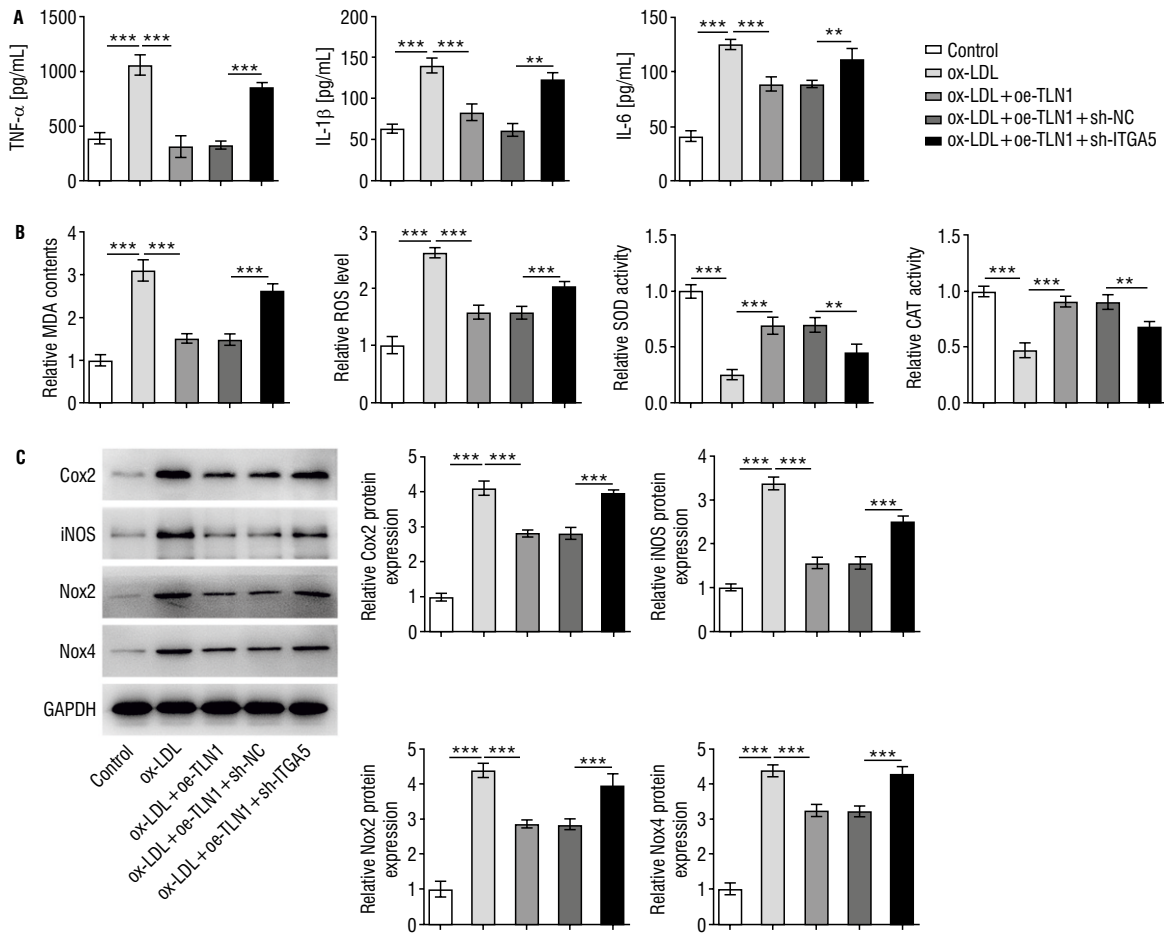 A
TNF-α [pg/mL]
1500
1000
500
0
*** ***
***
IL-1β [pg/mL]
200
150
100
50
0
*** ***
**
IL-6 [pg/mL]
150
100
50
0
*** ***
**
Control
ox-LDL
ox-LDL+oe-TLN1
ox-LDL+oe-TLN1+sh-NC
ox-LDL+oe-TLN1+sh-ITGA5
B
Relative MDA contents
4
3
2
1
0
*** ***
***
Relative ROS level
3
2
1
0
*** ***
***
Relative SOD activity
1.5
1.0
0.5
0.0
***
***
**
Relative CAT activity
1.5
1.0
0.5
0.0
***
***
**
C
Cox2
iNOS
Nox2
Nox4
GAPDH
Control
ox-LDL
ox-LDL+oe-TLN1
ox-LDL+oe-TLN1+sh-NC
ox-LDL+oe-TLN1+sh-ITGA5
Relative Cox2 protein
expression
5
4
3
2
1
0
*** ***
***
Relative iNOS protein
expression
4
3
2
1
0
*** ***
***
Relative Nox2 protein
expression
5
4
3
2
1
0
*** ***
***
Relative Nox4 protein
expression
5
4
3
2
1
0
*** ***
***